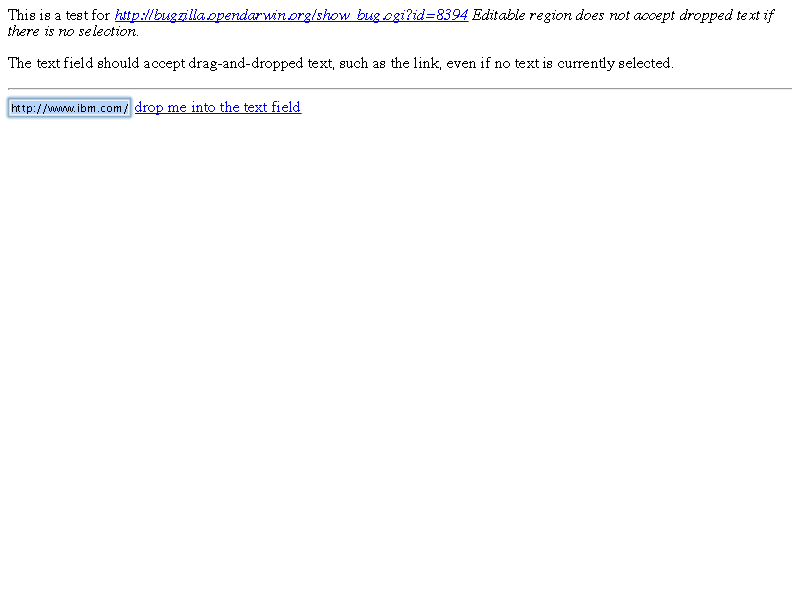 This is a test for http://bugzilla.opendarwin.org/show_bug.cgi?id=8394 Editable region does not accept dropped text if
there is no selection.
The text field should accept drag-and-dropped text, such as the link, even if no text is currently selected.
http://www.ibm.com/ drop me into the text field